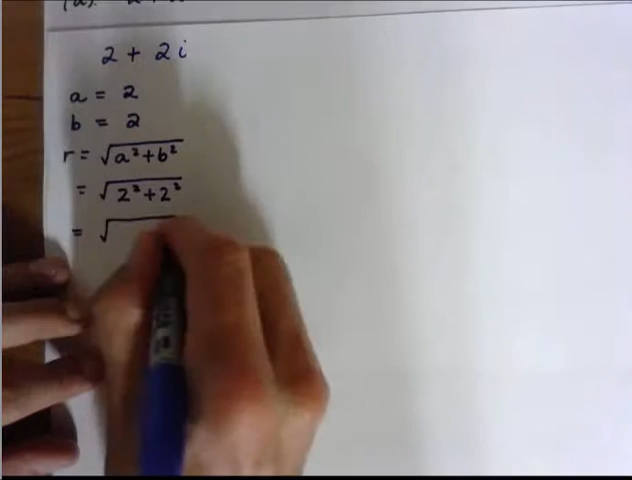 (a).
2 + 2i
a = 2
b = 2
r = √(a²+b²)
= √(2²+2²)
= √